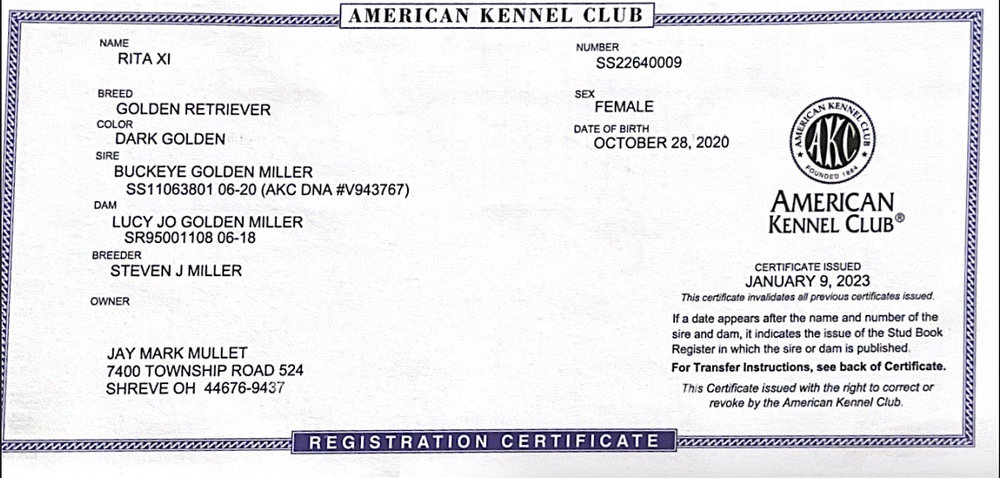 AMERICAN KENNEL CLUB
NAME
RITA XI
NUMBER
SS22640009
BREED
GOLDEN RETRIEVER
SEX
FEMALE
COLOR
DARK GOLDEN
DATE OF BIRTH
OCTOBER 28, 2020
SIRE
BUCKEYE GOLDEN MILLER
SS11063801 06-20 (AKC DNA #V943767)
DAM
LUCY JO GOLDEN MILLER
SR95001108 06-18
BREEDER
STEVEN J MILLER
OWNER
JAY MARK MULLET
7400 TOWNSHIP ROAD 524
SHREVE OH 44676-9437
AMERICAN KENNEL CLUB
AKC
FOUNDED 1884
AMERICAN
KENNEL CLUB®
CERTIFICATE ISSUED
JANUARY 9, 2023
This certificate invalidates all previous certificates issued.
If a date appears after the name and number of the
sire and dam, it indicates the issue of the Stud Book
Register in which the sire or dam is published.
For Transfer Instructions, see back of Certificate.
This Certificate issued with the right to correct or
revoke by the American Kennel Club.
REGISTRATION CERTIFICATE